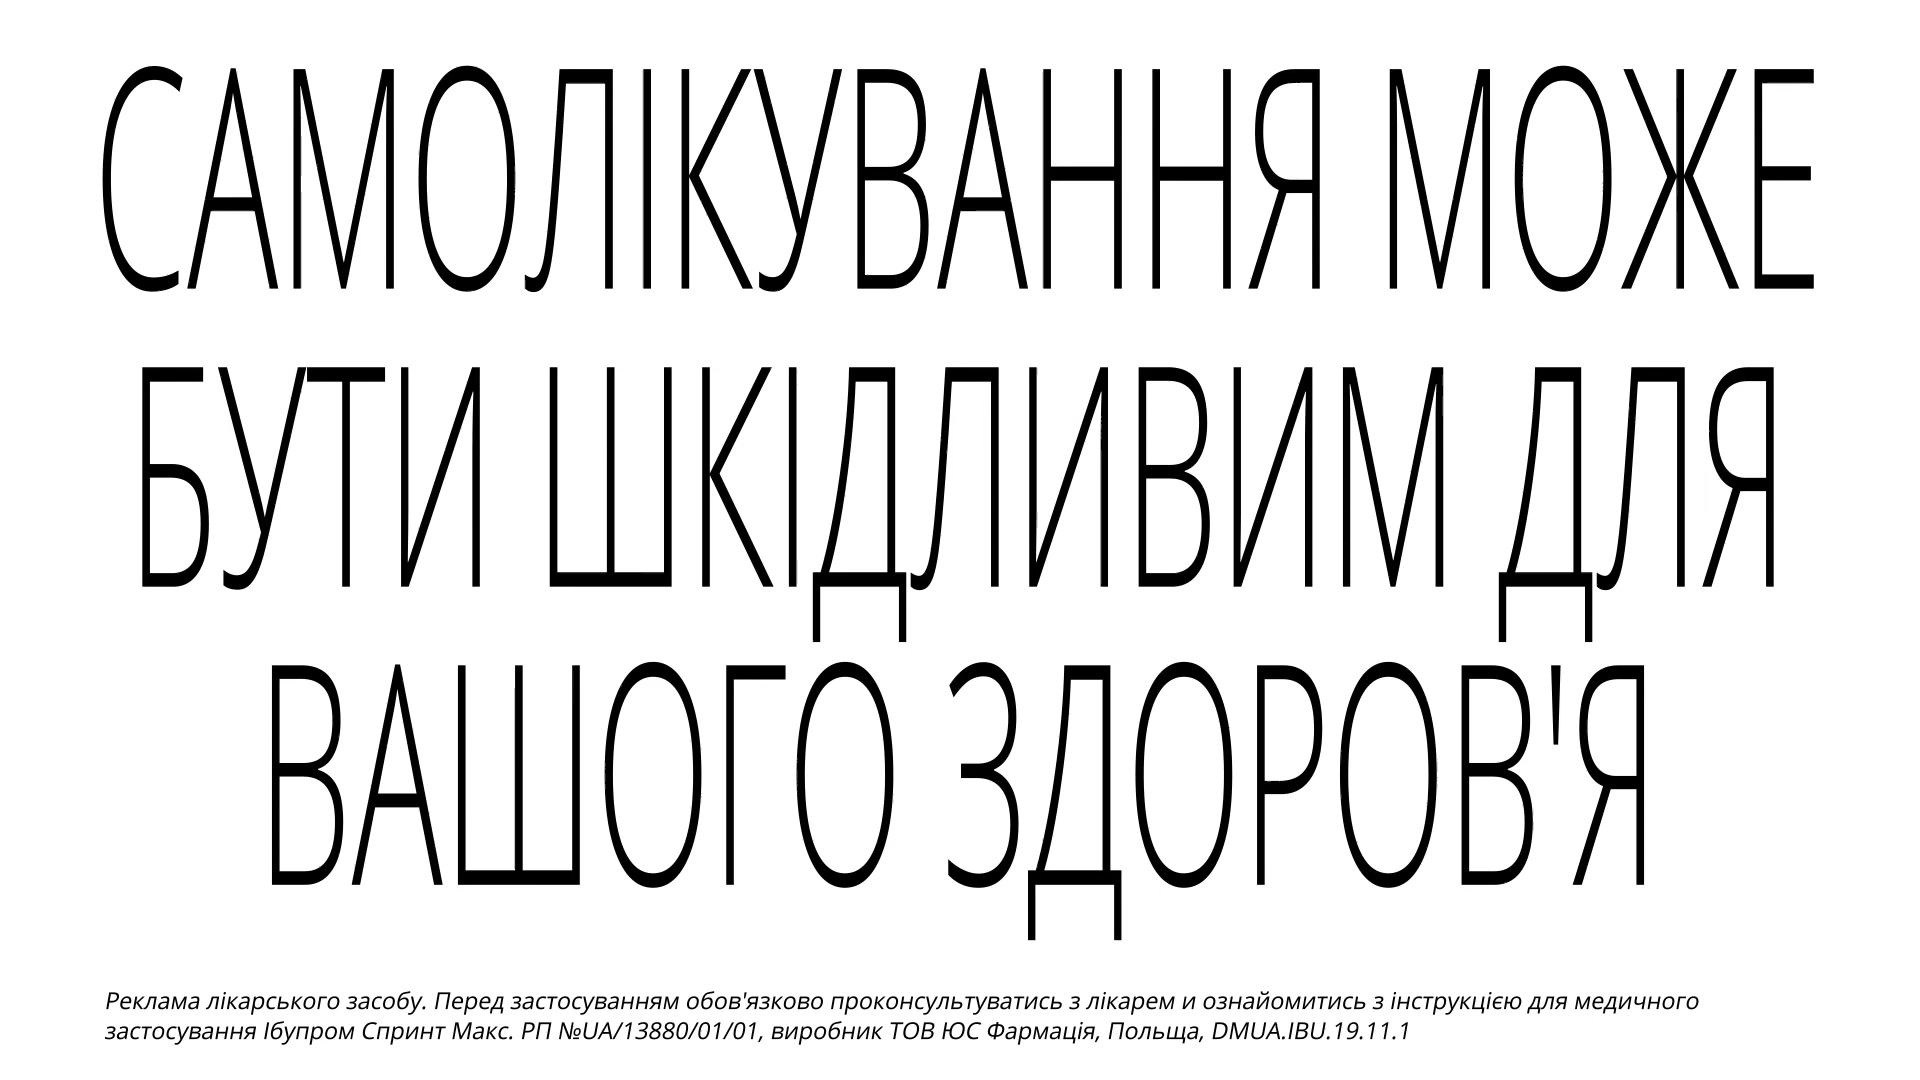 САМОЛІКУВАННЯ МОЖЕ
БУТИ ШКІДЛИВИМ ДЛЯ
ВАШОГО ЗДОРОВ'Я
Реклама лікарського засобу. Перед застосуванням обов'язково проконсультуватись з лікарем и ознайомитись з інструкцією для медичного
застосування Ібупром Спринт Макс. РП №UA/13880/01/01, виробник ТОВ ЮС Фармація, Польща, DMUA.IBU.19.11.1